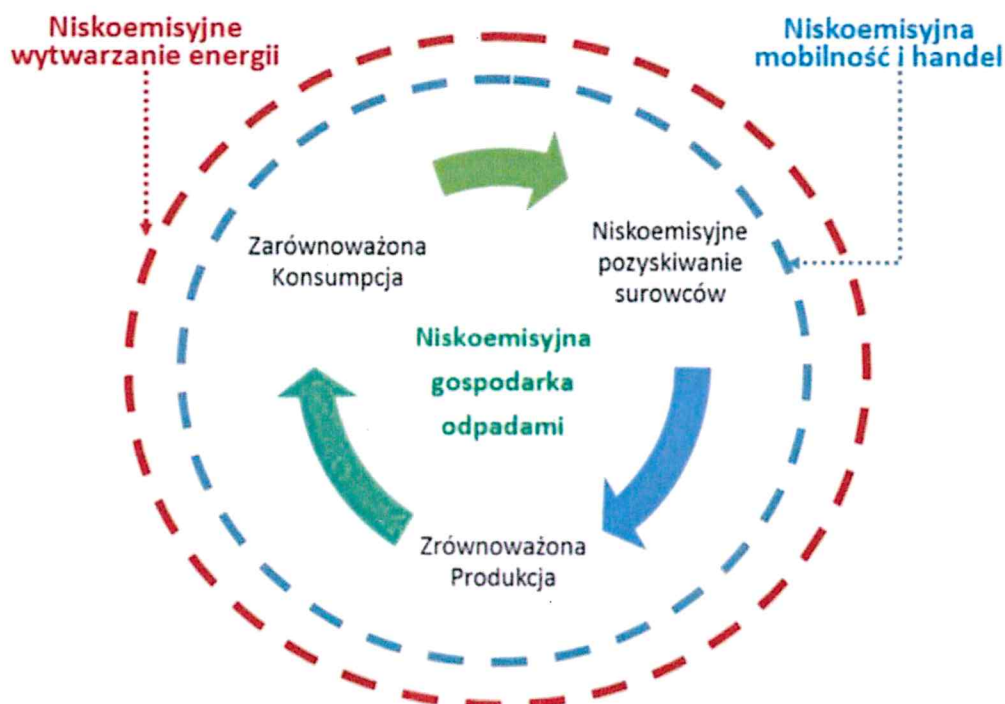 Niskoemisyjne
wytwarzanie energii
Niskoemisyjna
mobilność i handel
Zarównoważona
Konsumpcja
Niskoemisyjne
pozyskiwanie
surowców
Niskoemisyjna
gospodarka
odpadami
Zrównoważona
Produkcja